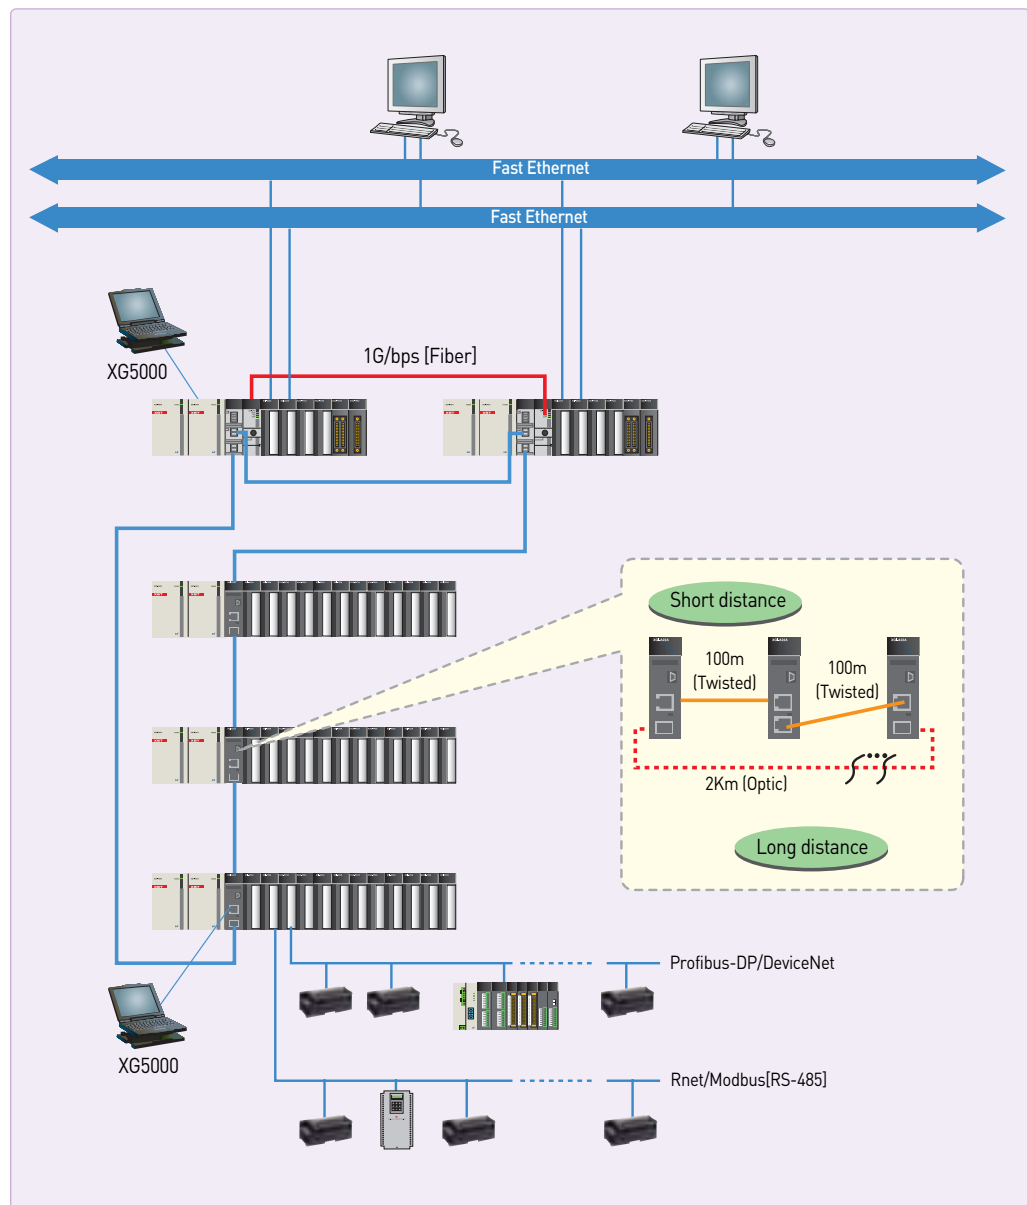 Fast Ethernet
Fast Ethernet
XG5000
1G/bps [Fiber]
Short distance
100m
(Twisted)
100m
(Twisted)
2Km (Optic)
Long distance
Profibus-DP/DeviceNet
XG5000
Rnet/Modbus[RS-485]